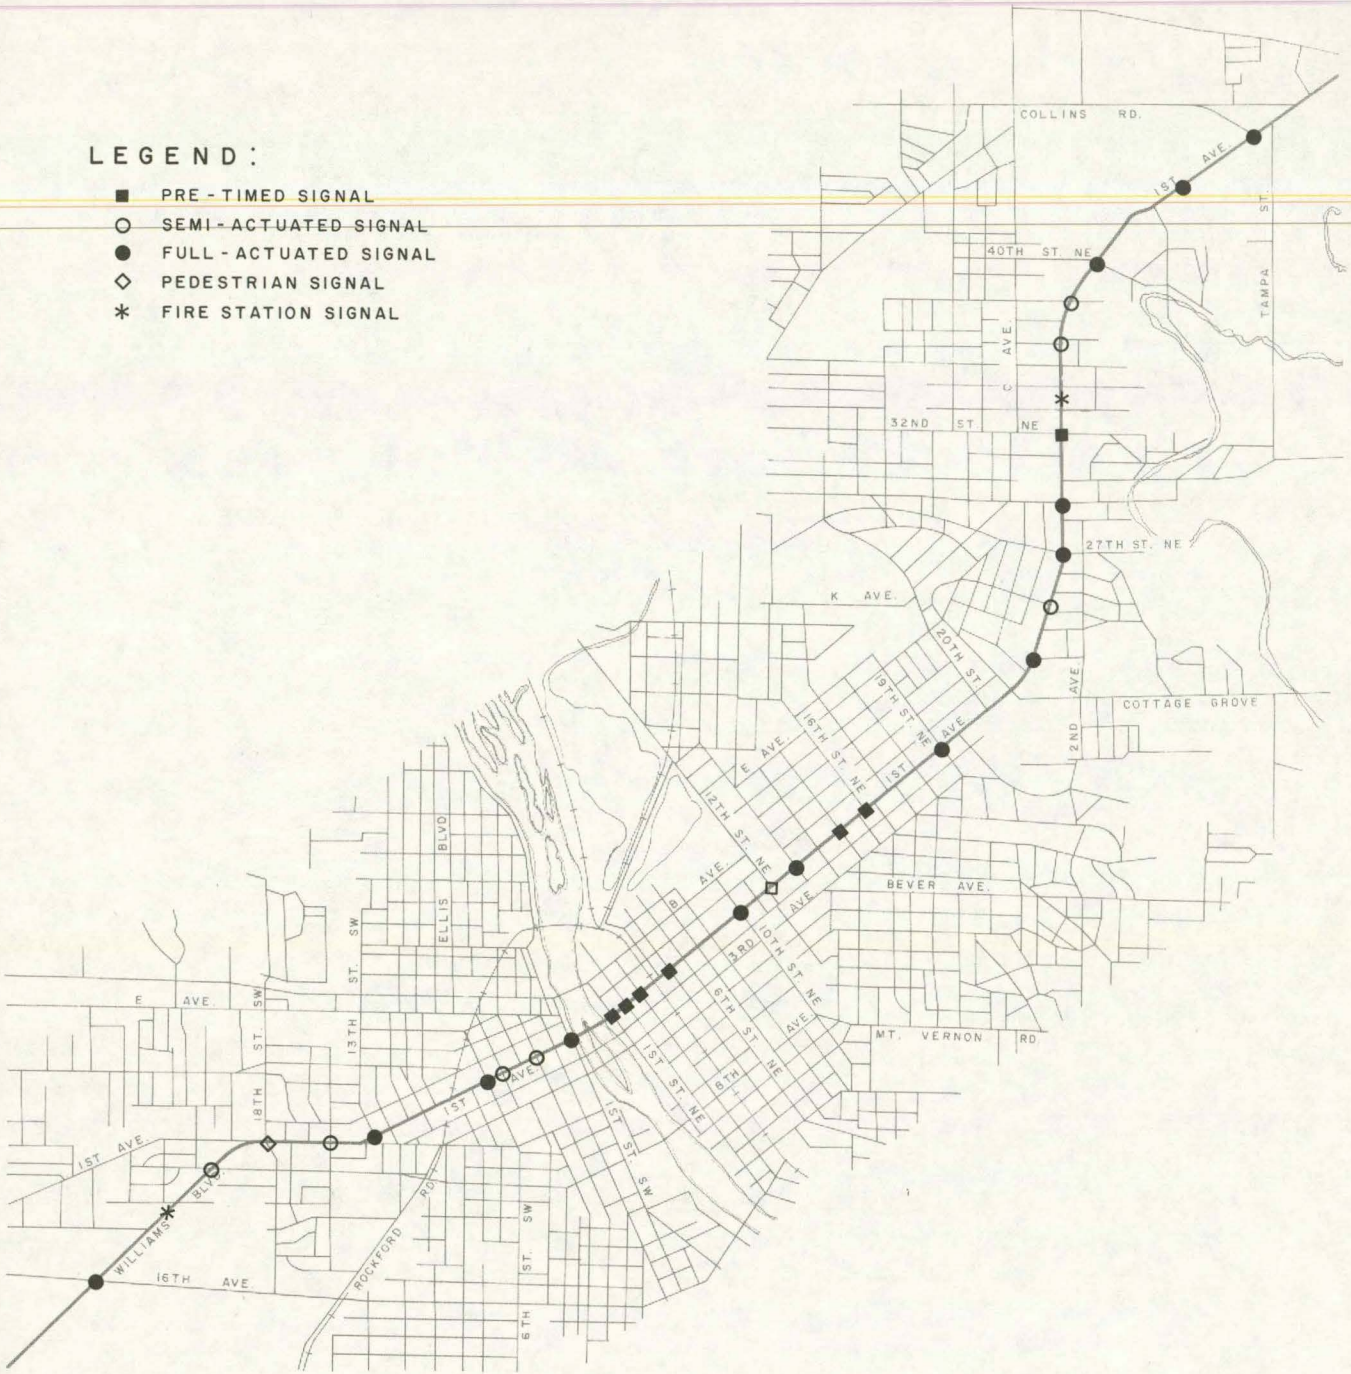 LEGEND:
PRE-TIMED SIGNAL
SEMI-ACTUATED SIGNAL
FULL-ACTUATED SIGNAL
PEDESTRIAN SIGNAL
FIRE STATION SIGNAL
COLLINS RD.
1ST AVE.
TAMPA ST.
40TH ST. NE
C AVE.
32ND ST. NE
27TH ST. NE
K AVE.
20TH ST
19TH ST. NE
16TH ST. NE
E AVE.
1ST AVE
2ND AVE
COTTAGE GROVE
12TH ST. NE
B AVE.
BEVER AVE.
3RD AVE
10TH ST NE
6TH ST NE
8TH AVE
MT. VERNON RD
ELLIS BLVD
13TH ST. SW
E AVE.
18TH ST. SW
1ST AVE.
1ST ST. NE
1ST ST. SW
1ST AVE.
WILLIAMS BLVD.
16TH AVE.
ROCKFORD RD.
6TH ST. SW